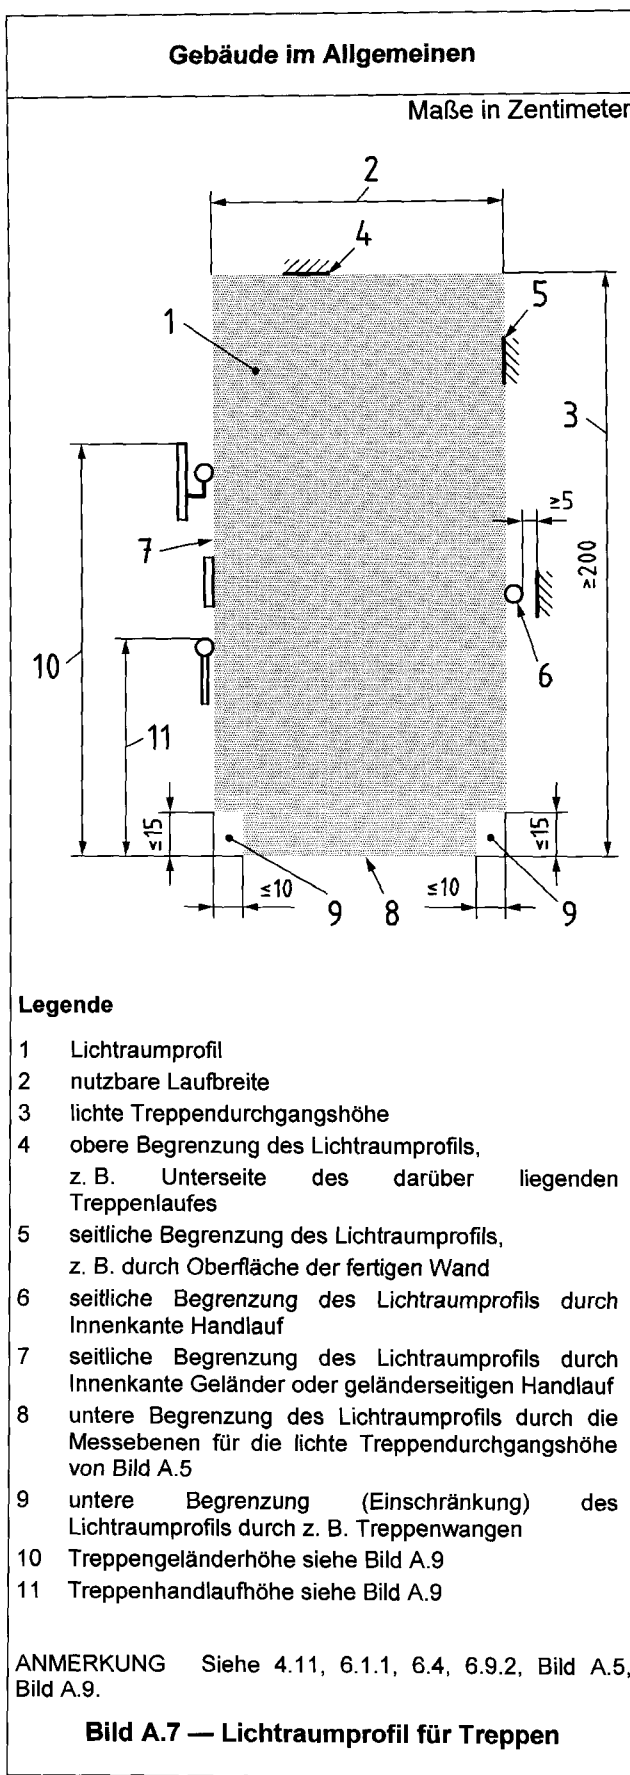 Gebäude im Allgemeinen
Maße in Zentimeter
2
4
1
5
3
≥5
7
≥200
10
6
11
≤15
≤15
≤10
9
8
≤10
9
Legende
1 Lichtraumprofil
2 nutzbare Laufbreite
3 lichte Treppendurchgangshöhe
4 obere Begrenzung des Lichtraumprofils,
z. B. Unterseite des darüber liegenden
Treppenlaufes
5 seitliche Begrenzung des Lichtraumprofils,
z. B. durch Oberfläche der fertigen Wand
6 seitliche Begrenzung des Lichtraumprofils durch
Innenkante Handlauf
7 seitliche Begrenzung des Lichtraumprofils durch
Innenkante Geländer oder geländerseitigen Handlauf
8 untere Begrenzung des Lichtraumprofils durch die
Messebenen für die lichte Treppendurchgangshöhe
von Bild A.5
9 untere Begrenzung (Einschränkung) des
Lichtraumprofils durch z. B. Treppenwangen
10 Treppengeländerhöhe siehe Bild A.9
11 Treppenhandlaufhöhe siehe Bild A.9
ANMERKUNG Siehe 4.11, 6.1.1, 6.4, 6.9.2, Bild A.5,
Bild A.9.
Bild A.7 — Lichtraumprofil für Treppen